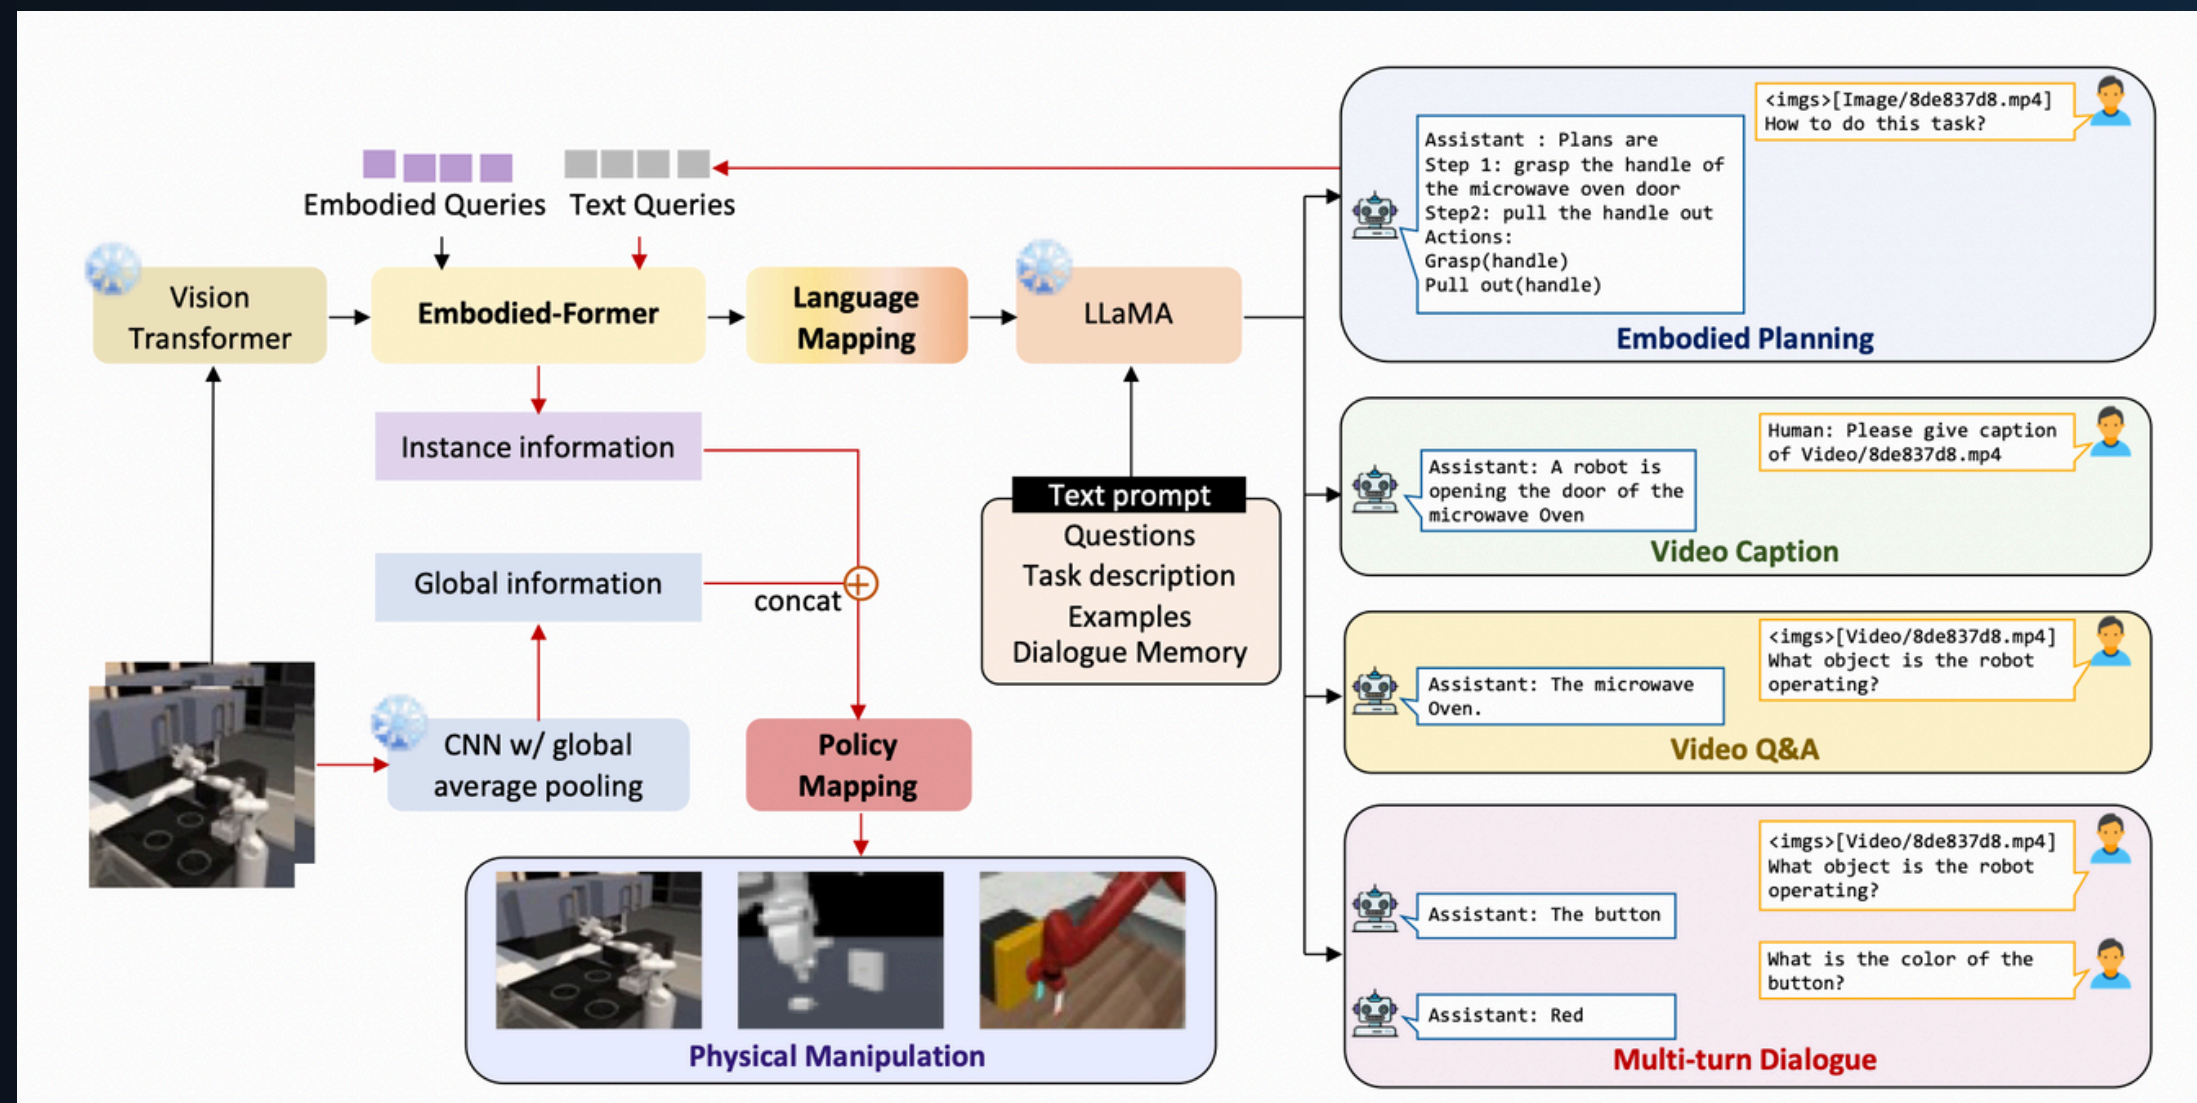 Embodied Queries
Text Queries
Vision
Transformer
Embodied-Former
Language
Mapping
LLaMA
Instance information
Global information
concat
CNN w/ global
average pooling
Policy
Mapping
Physical Manipulation
Text prompt
Questions
Task description
Examples
Dialogue Memory
<imgs>[Image/8de837d8.mp4]
How to do this task?
Assistant : Plans are
Step 1: grasp the handle of
the microwave oven door
Step2: pull the handle out
Actions:
Grasp(handle)
Pull out(handle)
Embodied Planning
Human: Please give caption
of Video/8de837d8.mp4
Assistant: A robot is
opening the door of the
microwave Oven
Video Caption
<imgs>[Video/8de837d8.mp4]
What object is the robot
operating?
Assistant: The microwave
Oven.
Video Q&A
<imgs>[Video/8de837d8.mp4]
What object is the robot
operating?
Assistant: The button
What is the color of the
button?
Assistant: Red
Multi-turn Dialogue